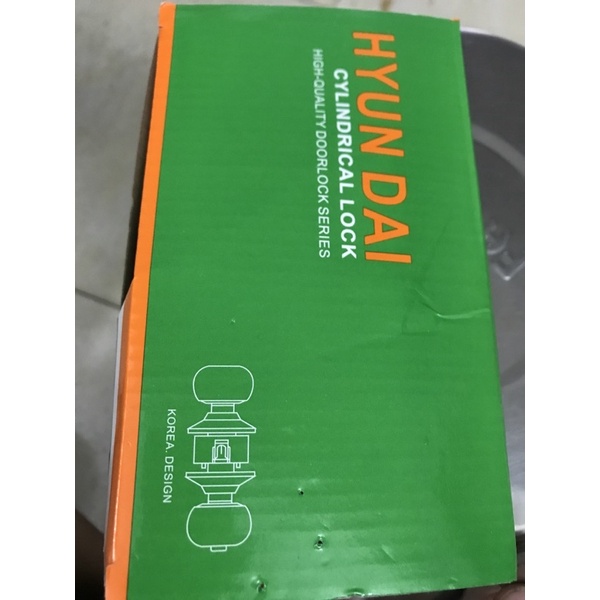 HYUN DAI
CYLINDRICAL LOCK
HIGH-QUALITY DOORLOCK SERIES
KOREA. DESIGN